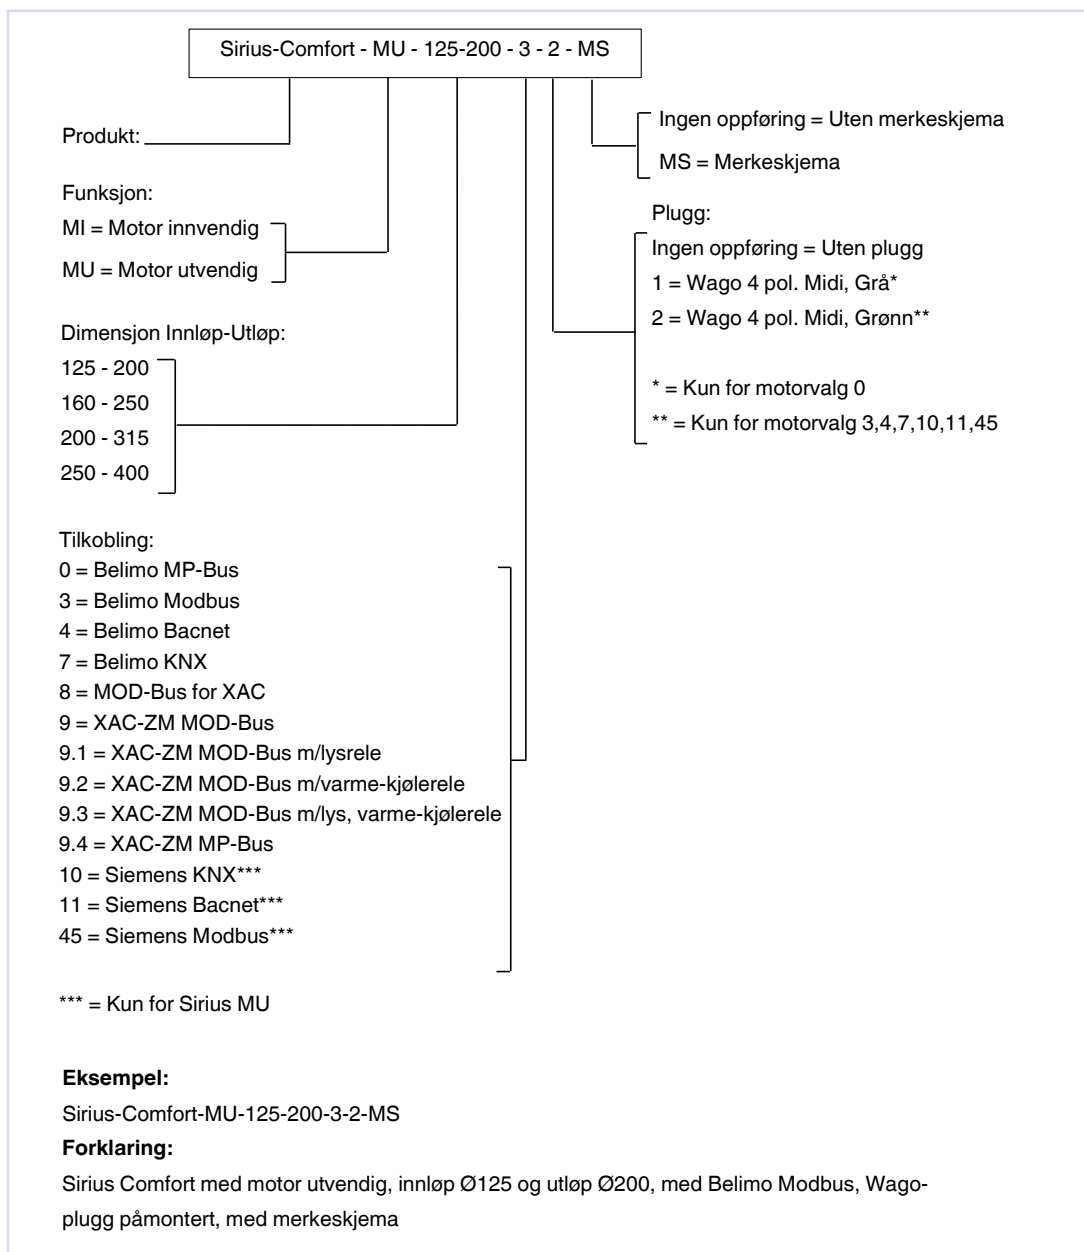 Sirius-Comfort - MU - 125-200 - 3 - 2 - MS
Produkt:
Funksjon:
MI = Motor innvendig
MU = Motor utvendig
Dimensjon Innløp-Utløp:
125 - 200
160 - 250
200 - 315
250 - 400
Tilkobling:
0 = Belimo MP-Bus
3 = Belimo Modbus
4 = Belimo Bacnet
7 = Belimo KNX
8 = MOD-Bus for XAC
9 = XAC-ZM MOD-Bus
9.1 = XAC-ZM MOD-Bus m/lysrele
9.2 = XAC-ZM MOD-Bus m/varme-kjølerele
9.3 = XAC-ZM MOD-Bus m/lys, varme-kjølerele
9.4 = XAC-ZM MP-Bus
10 = Siemens KNX***
11 = Siemens Bacnet***
45 = Siemens Modbus***
*** = Kun for Sirius MU
Ingen oppføring = Uten merkeskjema
MS = Merkeskjema
Plugg:
Ingen oppføring = Uten plugg
1 = Wago 4 pol. Midi, Grå*
2 = Wago 4 pol. Midi, Grønn**
* = Kun for motorvalg 0
** = Kun for motorvalg 3,4,7,10,11,45
Eksempel:
Sirius-Comfort-MU-125-200-3-2-MS
Forklaring:
Sirius Comfort med motor utvendig, innløp Ø125 og utløp Ø200, med Belimo Modbus, Wago-
plugg påmontert, med merkeskjema